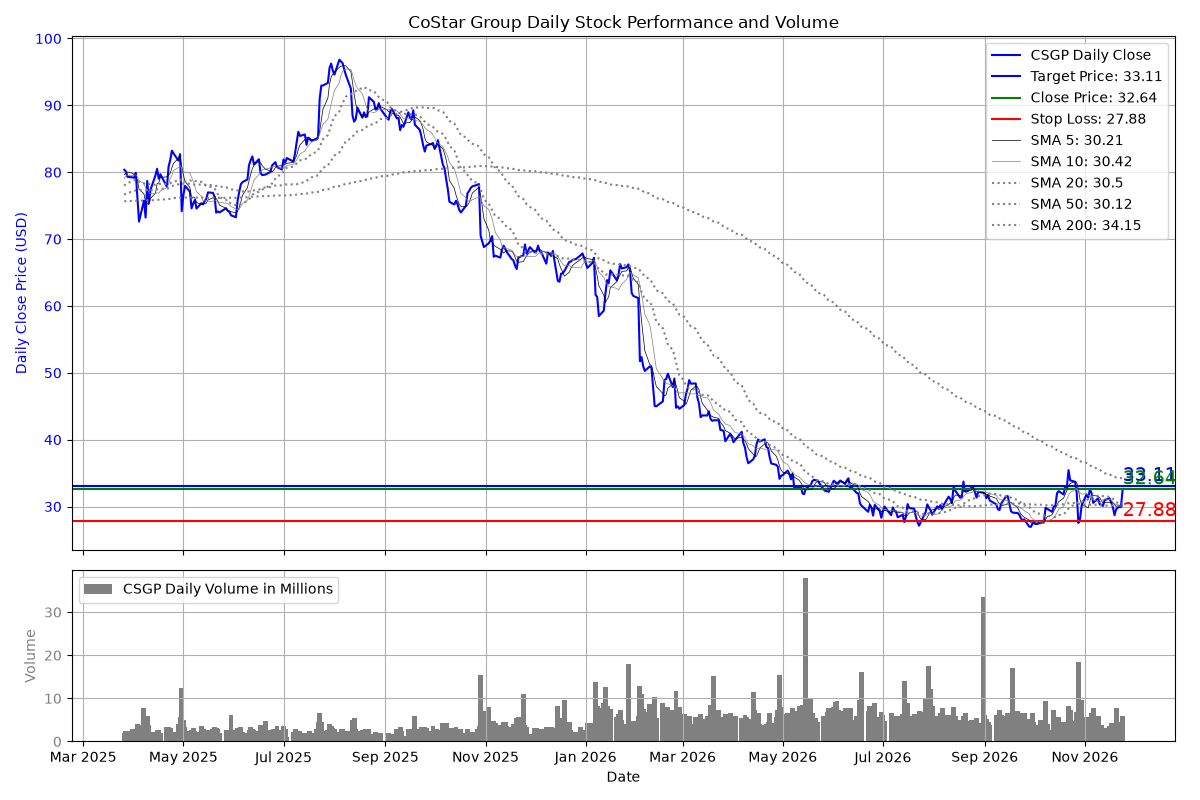 CoStar Group Daily Stock Performance and Volume
Daily Close Price (USD)
100
90
80
70
60
50
40
30
CSGP Daily Close
Target Price: 33.11
Close Price: 32.64
Stop Loss: 27.88
SMA 5: 30.21
SMA 10: 30.42
SMA 20: 30.5
SMA 50: 30.12
SMA 200: 34.15
33.11
32.64
27.88
CSGP Daily Volume in Millions
Volume
30
20
10
0
Mar 2025
May 2025
Jul 2025
Sep 2025
Nov 2025
Jan 2026
Mar 2026
May 2026
Jul 2026
Sep 2026
Nov 2026
Date